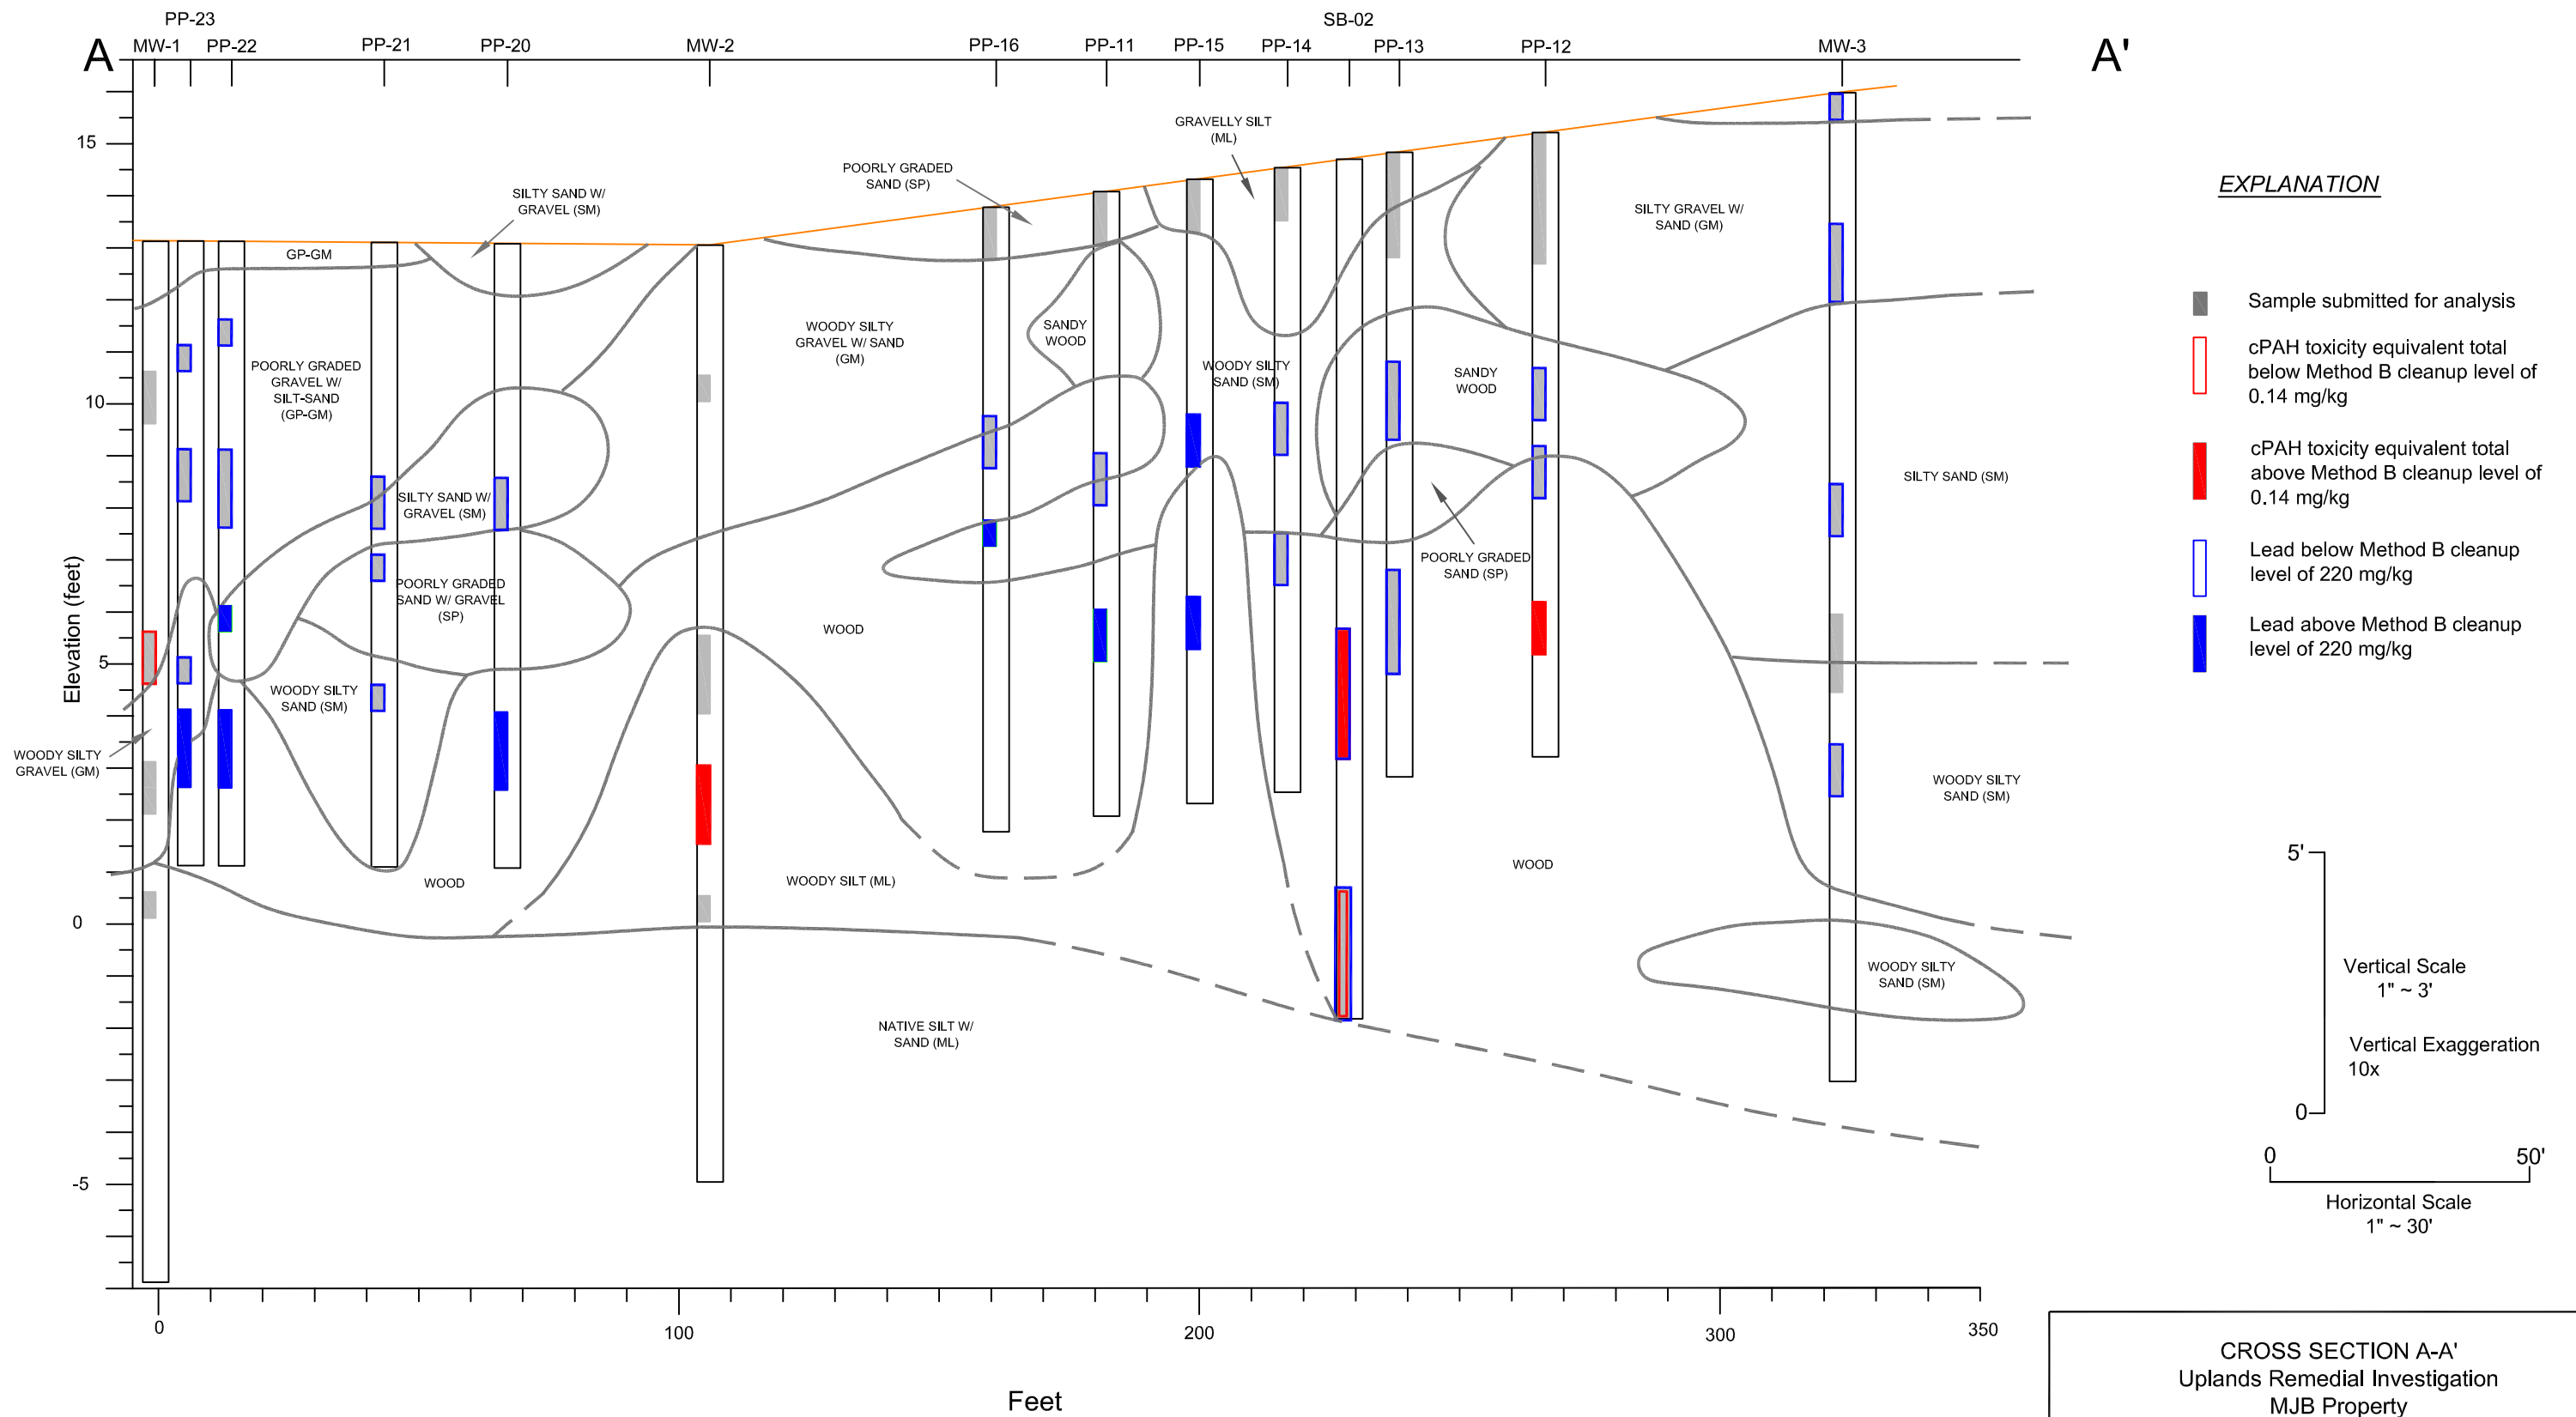 PP-23
SB-02
MW-1
PP-22
PP-21
PP-20
MW-2
PP-16
PP-11
PP-15
PP-14
PP-13
PP-12
MW-3
A
A'
GRAVELLY SILT
(ML)
15
POORLY GRADED
SAND (SP)
SILTY SAND W/
GRAVEL (SM)
SILTY GRAVEL W/
SAND (GM)
GP-GM
WOODY SILTY
GRAVEL W/ SAND
(GM)
SANDY
WOOD
POORLY GRADED
GRAVEL W/
SILT-SAND
(GP-GM)
WOODY SILTY
SAND (SM)
SANDY
WOOD
10
SILTY SAND (SM)
SILTY SAND W/
GRAVEL (SM)
POORLY GRADED
SAND (SP)
POORLY GRADED
SAND W/ GRAVEL
(SP)
WOOD
Elevation (feet)
5
WOODY SILTY
SAND (SM)
WOODY SILTY
GRAVEL (GM)
WOODY SILTY
SAND (SM)
WOOD
WOODY SILT (ML)
WOOD
0
WOODY SILTY
SAND (SM)
NATIVE SILT W/
SAND (ML)
-5
0
100
200
300
350
Feet
EXPLANATION
Sample submitted for analysis
cPAH toxicity equivalent total
below Method B cleanup level of
0.14 mg/kg
cPAH toxicity equivalent total
above Method B cleanup level of
0.14 mg/kg
Lead below Method B cleanup
level of 220 mg/kg
Lead above Method B cleanup
level of 220 mg/kg
5'
Vertical Scale
1" ~ 3'
Vertical Exaggeration
10x
0
0
50'
Horizontal Scale
1" ~ 30'
CROSS SECTION A-A'
Uplands Remedial Investigation
MJB Property